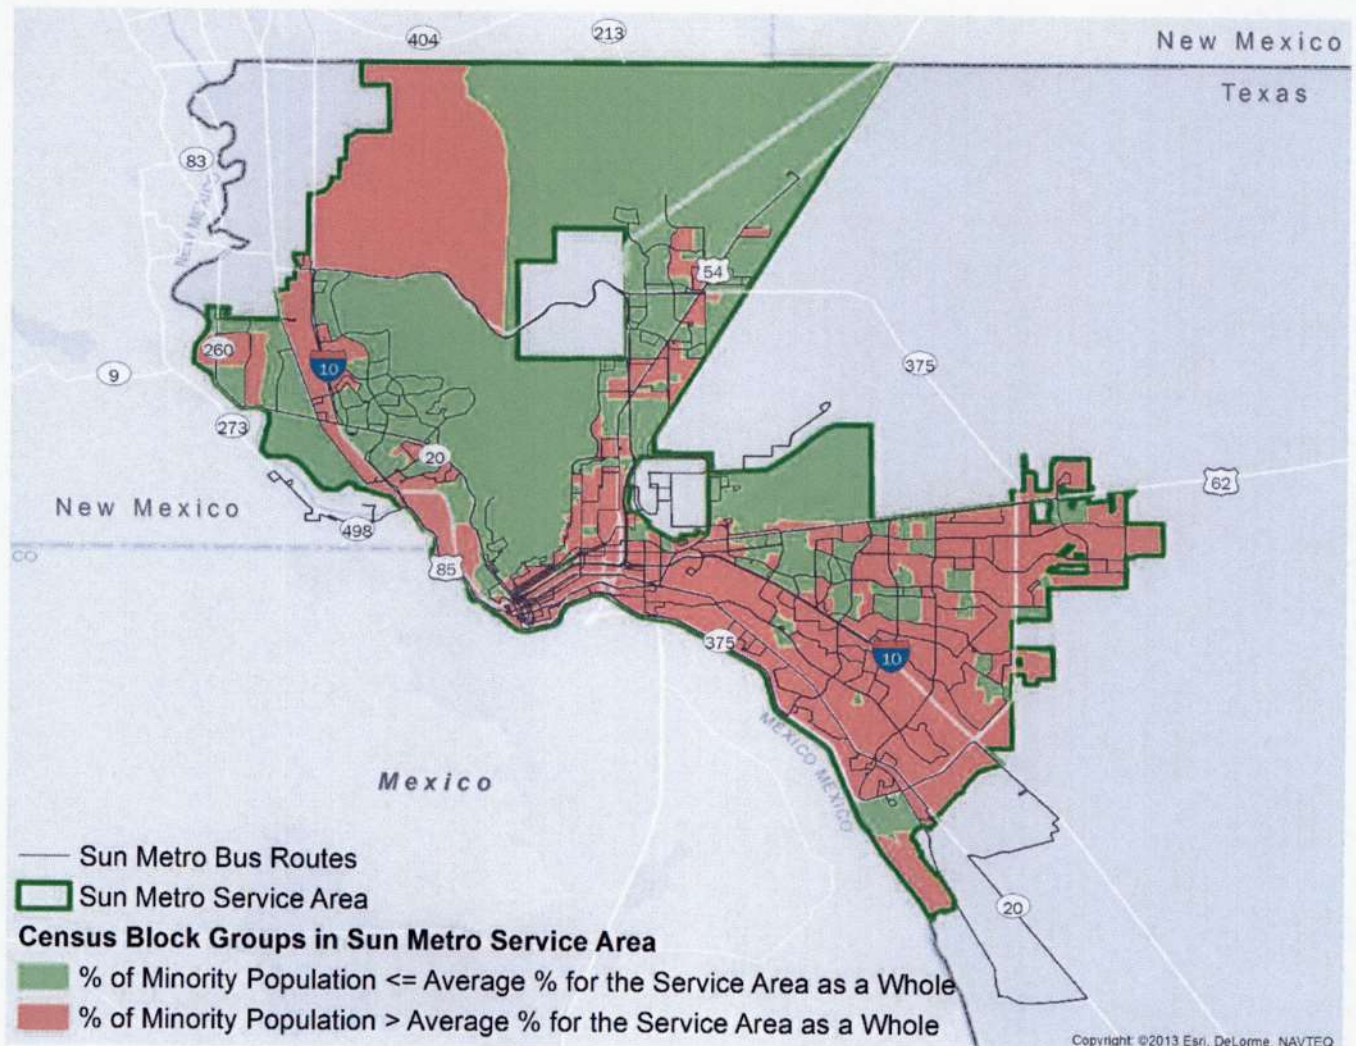 404
213
New Mexico
Texas
83
54
260
10
9
375
273
20
62
New Mexico
498
CO
85
375
10
MÉXICO MEXICO
Mexico
Sun Metro Bus Routes
Sun Metro Service Area
20
Census Block Groups in Sun Metro Service Area
% of Minority Population <= Average % for the Service Area as a Whole
% of Minority Population > Average % for the Service Area as a Whole
Copyright: ©2013 Esri, DeLorme, NAVTEQ